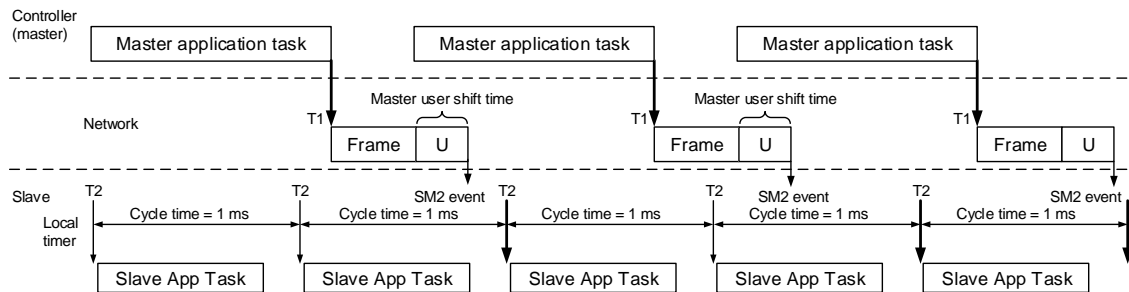 Controller
(master)
Master application task
Master application task
Master application task
Master user shift time
Master user shift time
Network
T1
T1
T1
Frame
U
Frame
U
Frame
U
Slave
T2
T2
SM2 event
T2
T2
SM2 event
T2
SM2 event
Local
timer
Cycle time = 1 ms
Cycle time = 1 ms
Cycle time = 1 ms
Cycle time = 1 ms
Cycle time = 1 ms
Slave App Task
Slave App Task
Slave App Task
Slave App Task
Slave App Task